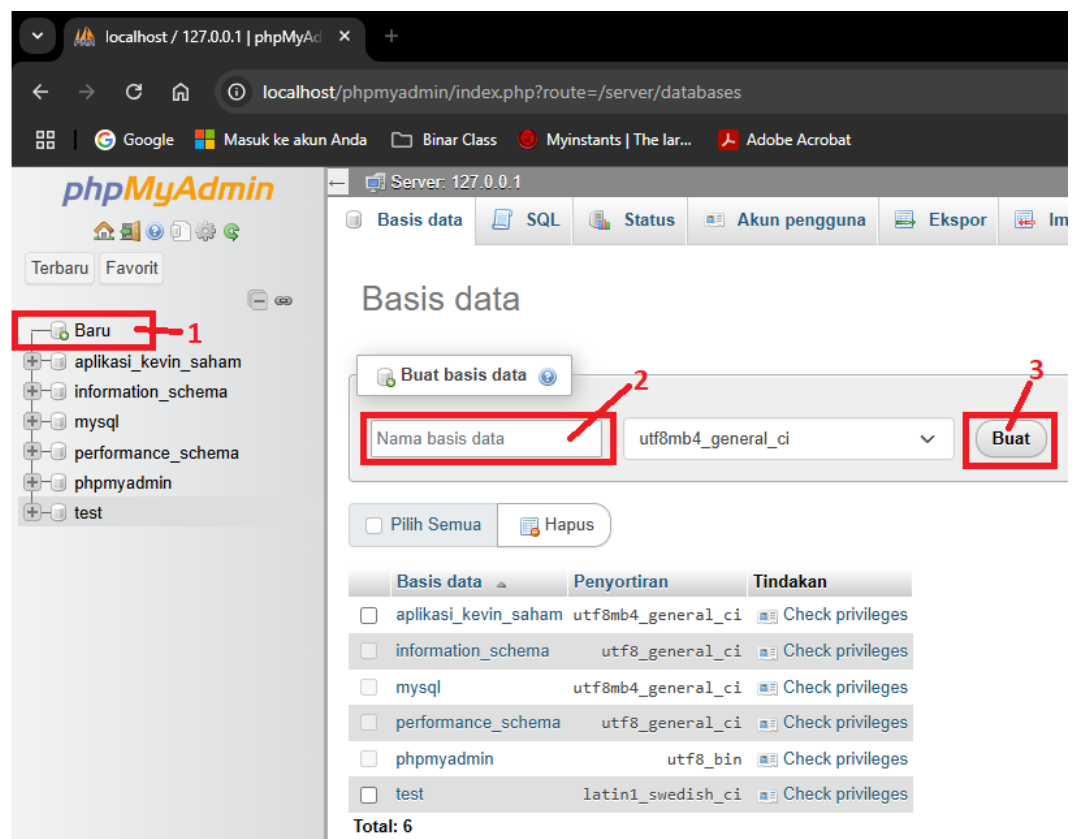 localhost / 127.0.0.1 | phpMyAd
localhost/phpmyadmin/index.php?route=/server/databases
Google Masuk ke akun Anda Binar Class Myinstants | The lar... Adobe Acrobat
phpMyAdmin
Terbaru Favorit
Baru
1
aplikasi_kevin_saham
information_schema
mysql
performance_schema
phpmyadmin
test
Server: 127.0.0.1
Basis data SQL Status Akun pengguna Ekspor Im
Basis data
Buat basis data
2
3
Nama basis data utf8mb4_general_ci Buat
Pilih Semua Hapus
Basis data Penyortiran Tindakan
aplikasi_kevin_saham utf8mb4_general_ci Check privileges
information_schema utf8_general_ci Check privileges
mysql utf8mb4_general_ci Check privileges
performance_schema utf8_general_ci Check privileges
phpmyadmin utf8_bin Check privileges
test latin1_swedish_ci Check privileges
Total: 6